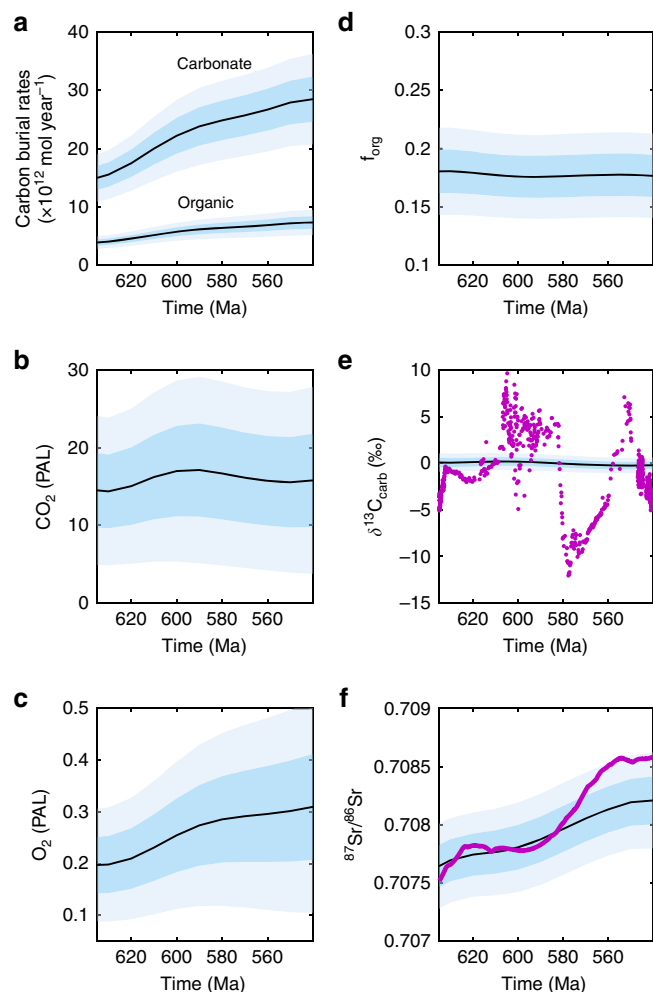 a
Carbon burial rates
(×10¹² mol year⁻¹)
40
30
20
10
0
Carbonate
Organic
620 600 580 560
Time (Ma)
d
f_org
0.3
0.25
0.2
0.15
0.1
620 600 580 560
Time (Ma)
b
CO₂ (PAL)
30
20
10
0
620 600 580 560
Time (Ma)
e
δ¹³C_carb (‰)
10
5
0
−5
−10
−15
620 600 580 560
Time (Ma)
c
O₂ (PAL)
0.5
0.4
0.3
0.2
0.1
620 600 580 560
Time (Ma)
f
⁸⁷Sr/⁸⁶Sr
0.709
0.7085
0.708
0.7075
0.707
620 600 580 560
Time (Ma)